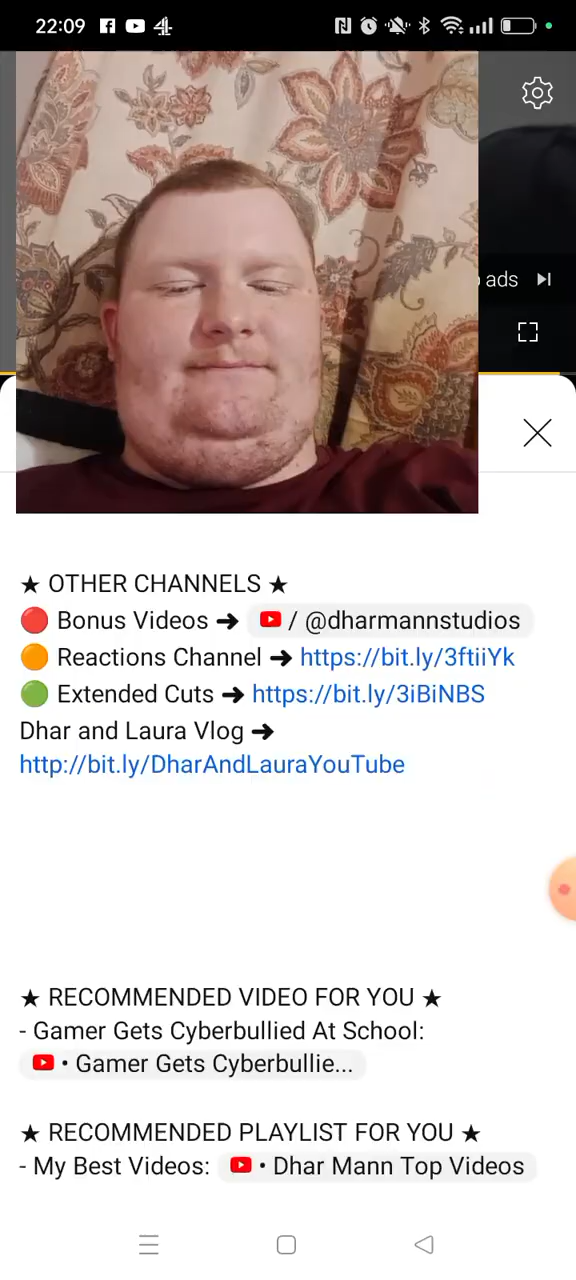 22:09
ads
★ OTHER CHANNELS ★
🔴 Bonus Videos ➜ / @dharmannstudios
🟠 Reactions Channel ➜ https://bit.ly/3ftiiYk
🟢 Extended Cuts ➜ https://bit.ly/3iBiNBS
Dhar and Laura Vlog ➜
http://bit.ly/DharAndLauraYouTube
★ RECOMMENDED VIDEO FOR YOU ★
- Gamer Gets Cyberbullied At School:
• Gamer Gets Cyberbullie...
★ RECOMMENDED PLAYLIST FOR YOU ★
- My Best Videos: • Dhar Mann Top Videos